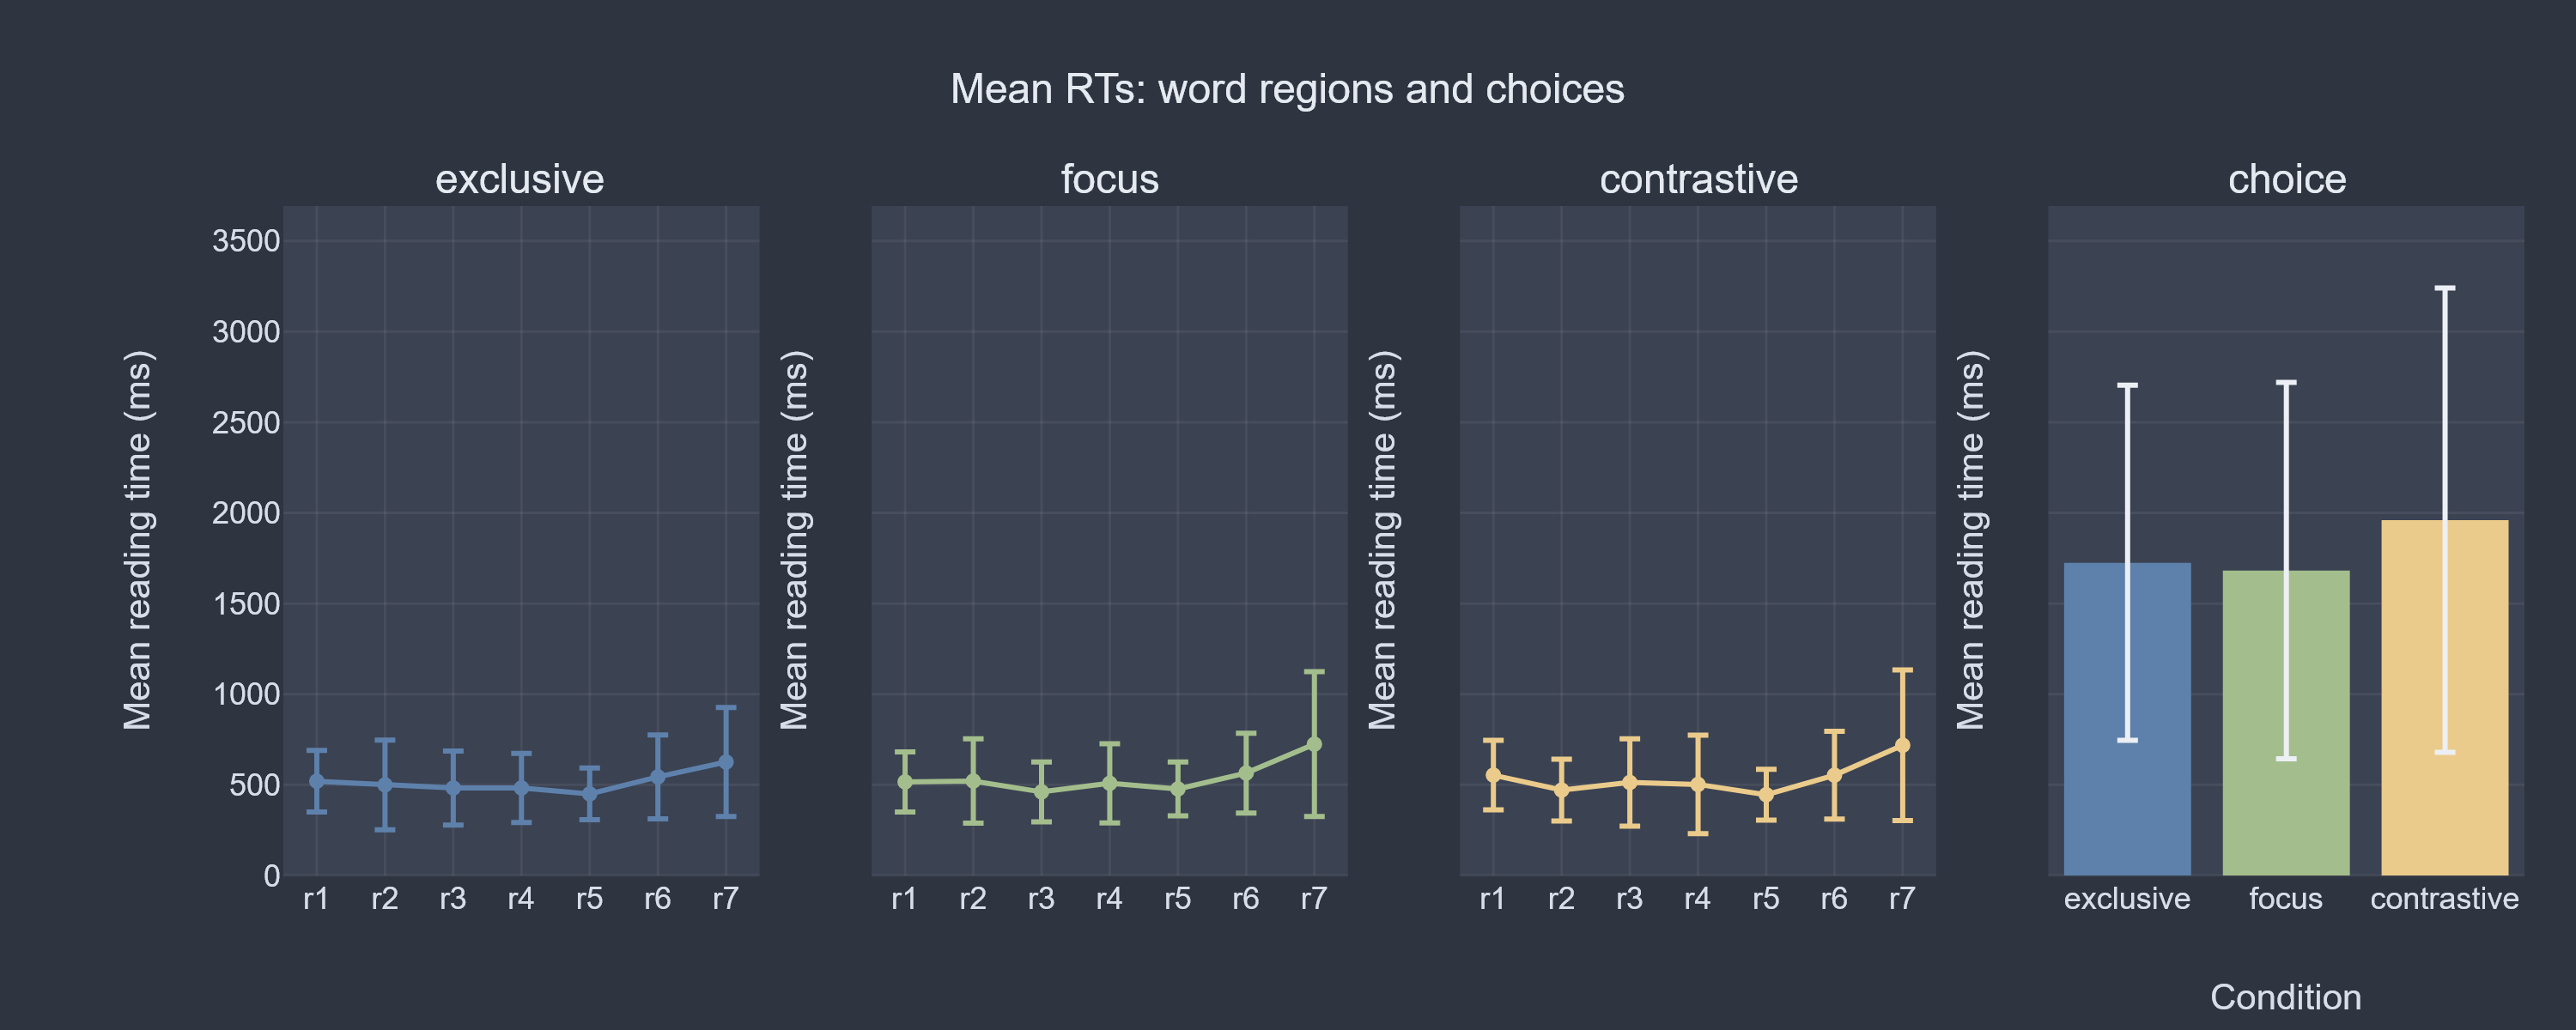 Mean RTs: word regions and choices
exclusive
focus
contrastive
choice
Mean reading time (ms)
3500
3000
2500
2000
1500
1000
500
0
r1 r2 r3 r4 r5 r6 r7
Mean reading time (ms)
r1 r2 r3 r4 r5 r6 r7
Mean reading time (ms)
r1 r2 r3 r4 r5 r6 r7
Mean reading time (ms)
exclusive focus contrastive
Condition